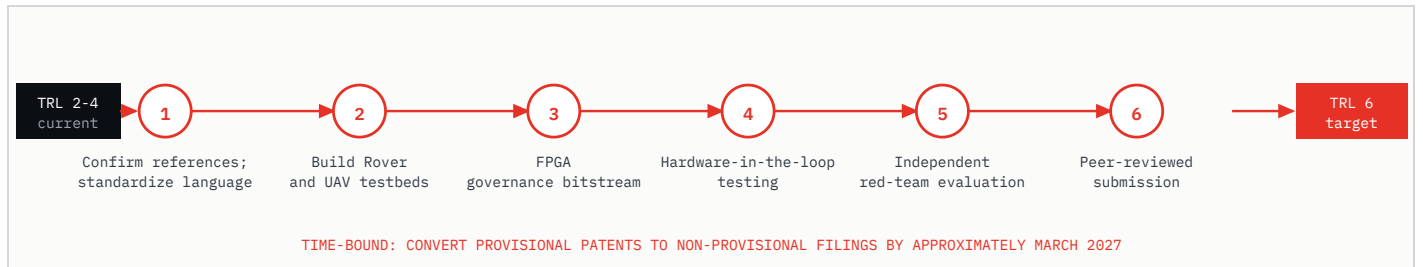 TRL 2-4
current
1
2
3
4
5
6
TRL 6
target
Confirm references;
standardize language
Build Rover
and UAV testbeds
FPGA
governance bitstream
Hardware-in-the-loop
testing
Independent
red-team evaluation
Peer-reviewed
submission
TIME-BOUND: CONVERT PROVISIONAL PATENTS TO NON-PROVISIONAL FILINGS BY APPROXIMATELY MARCH 2027